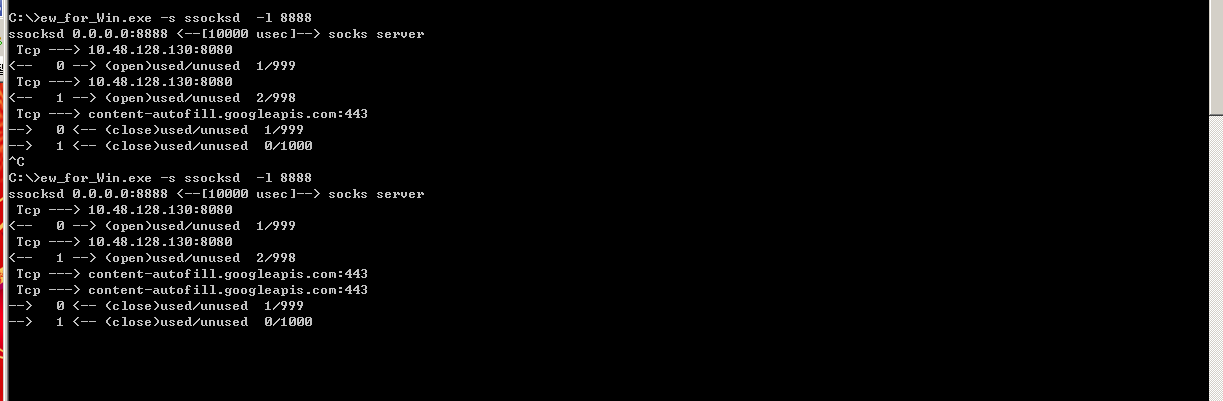 C:\>ew_for_Win.exe -s ssocksd  -l 8888
ssocksd 0.0.0.0:8888 <--[10000 usec]--> socks server
 Tcp ---> 10.48.128.130:8080
<--   0 --> (open)used/unused  1/999
 Tcp ---> 10.48.128.130:8080
<--   1 --> (open)used/unused  2/998
 Tcp ---> content-autofill.googleapis.com:443
-->   0 <-- (close)used/unused  1/999
-->   1 <-- (close)used/unused  0/1000
^C
C:\>ew_for_Win.exe -s ssocksd  -l 8888
ssocksd 0.0.0.0:8888 <--[10000 usec]--> socks server
 Tcp ---> 10.48.128.130:8080
<--   0 --> (open)used/unused  1/999
 Tcp ---> 10.48.128.130:8080
<--   1 --> (open)used/unused  2/998
 Tcp ---> content-autofill.googleapis.com:443
 Tcp ---> content-autofill.googleapis.com:443
-->   0 <-- (close)used/unused  1/999
-->   1 <-- (close)used/unused  0/1000